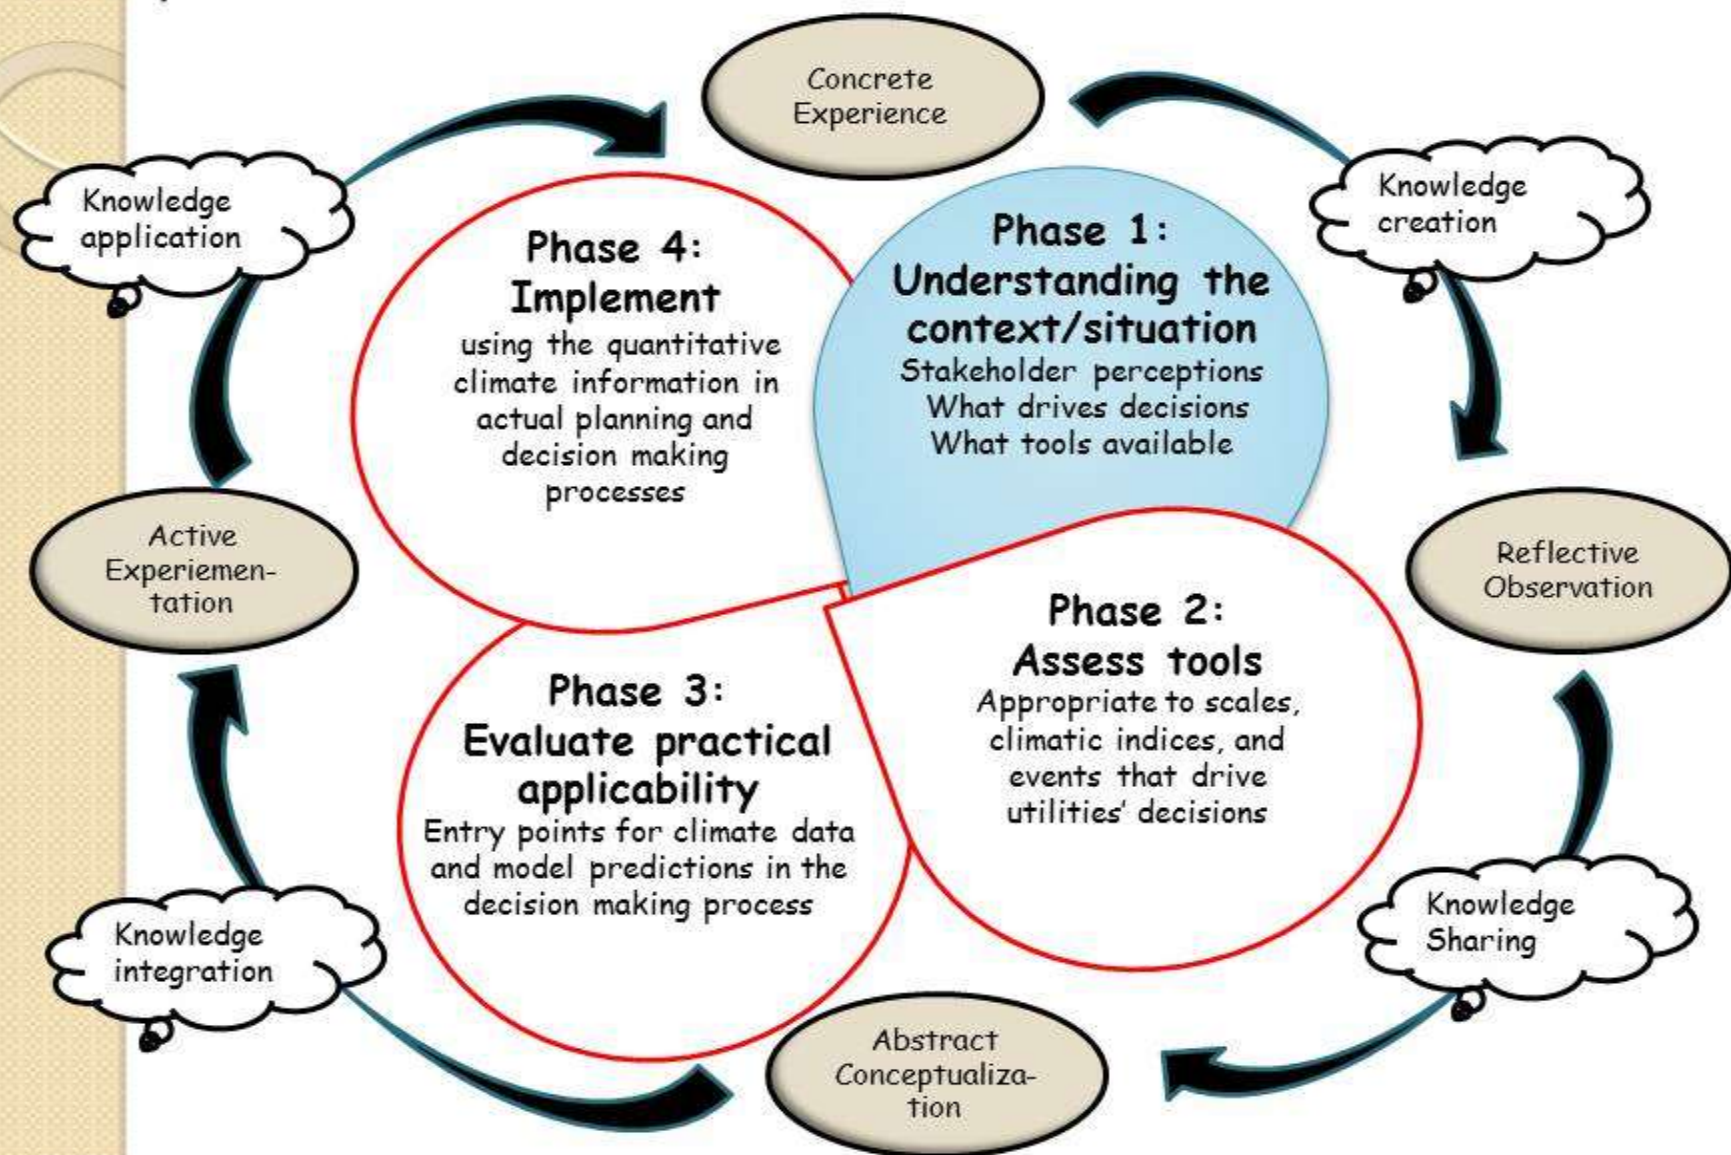 Concrete
Experience
Knowledge
creation
Reflective
Observation
Knowledge
Sharing
Abstract
Conceptualiza-
tion
Knowledge
integration
Active
Experiemen-
tation
Knowledge
application
Phase 1:
Understanding the
context/situation
Stakeholder perceptions
What drives decisions
What tools available
Phase 2:
Assess tools
Appropriate to scales,
climatic indices, and
events that drive
utilities’ decisions
Phase 3:
Evaluate practical
applicability
Entry points for climate data
and model predictions in the
decision making process
Phase 4:
Implement
using the quantitative
climate information in
actual planning and
decision making
processes